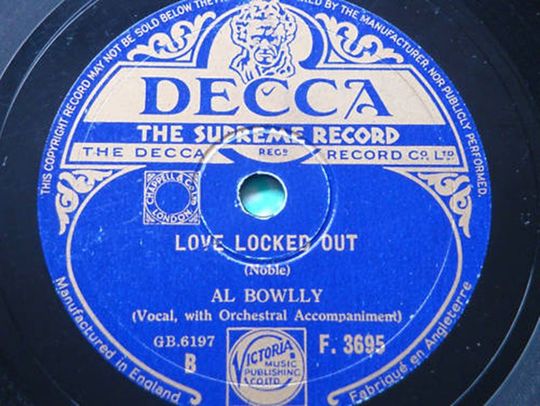 THIS COPYRIGHT RECORD MAY NOT BE SOLD BELOW THE
FIXED BY THE MANUFACTURER, NOR PUBLICLY PERFORMED.
DECCA
THE SUPREME RECORD
THE DECCA REGD RECORD CO. LTD
CHAPPELL & CO LTD
LONDON
LOVE LOCKED OUT
(Noble)
AL BOWLLY
(Vocal, with Orchestral Accompaniment)
GB.6197
B
F. 3695
VICTORIA
MUSIC
PUBLISHING
CO. LTD
Manufactured in England
Fabriqué en Angleterre